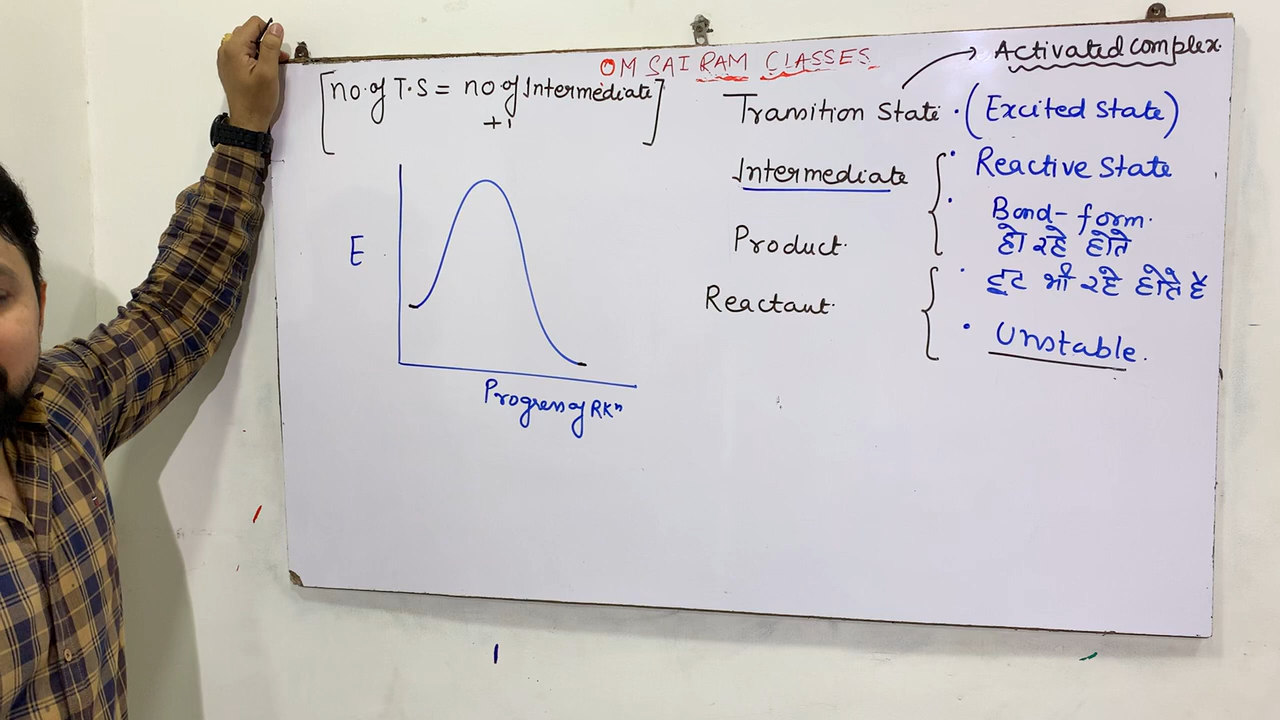 OM SAI RAM CLASSES
[no. of T.S = no of Intermediate]
+1
Activated complex.
Transition State . (Excited State)
Intermediate
• Reactive State
• Bond-form.
हो रहे होते
Product.
• टूट भी रहे होते हैं
Reactant.
• Unstable.
E
Progress of RKⁿ